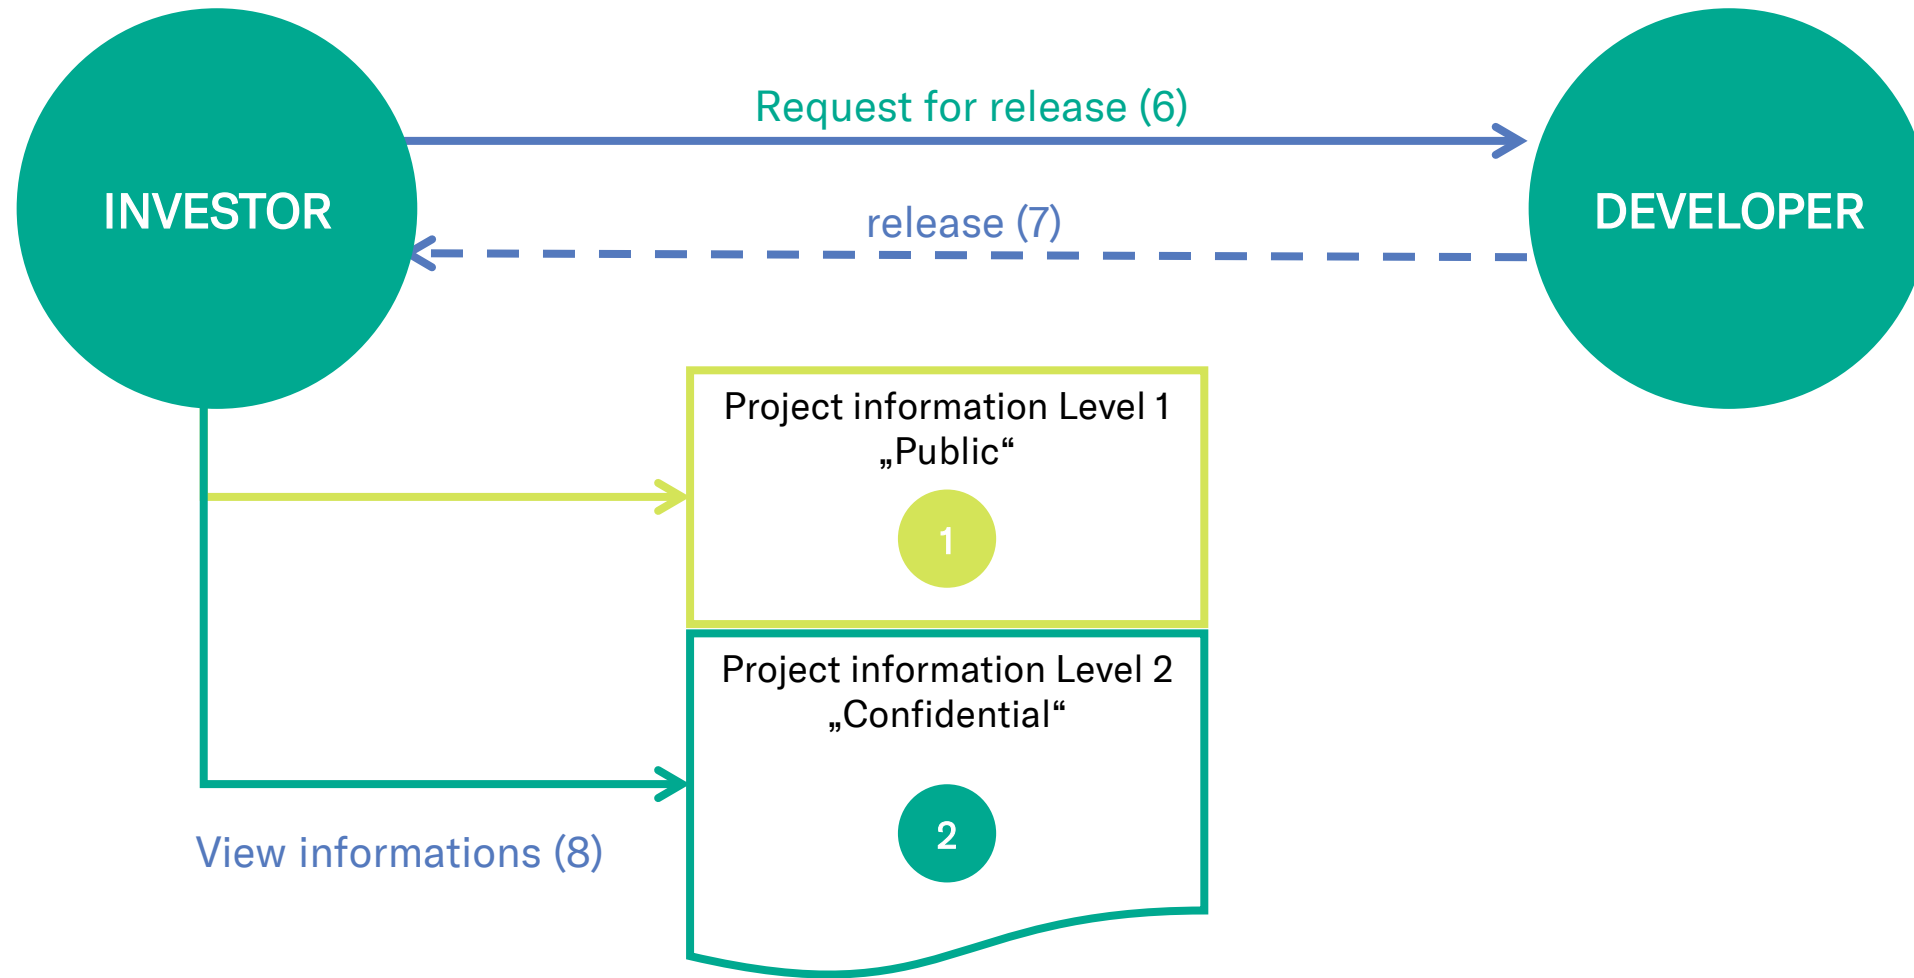 Request for release (6)
INVESTOR
release (7)
DEVELOPER
Project information Level 1
„Public“
1
Project information Level 2
„Confidential“
2
View informations (8)